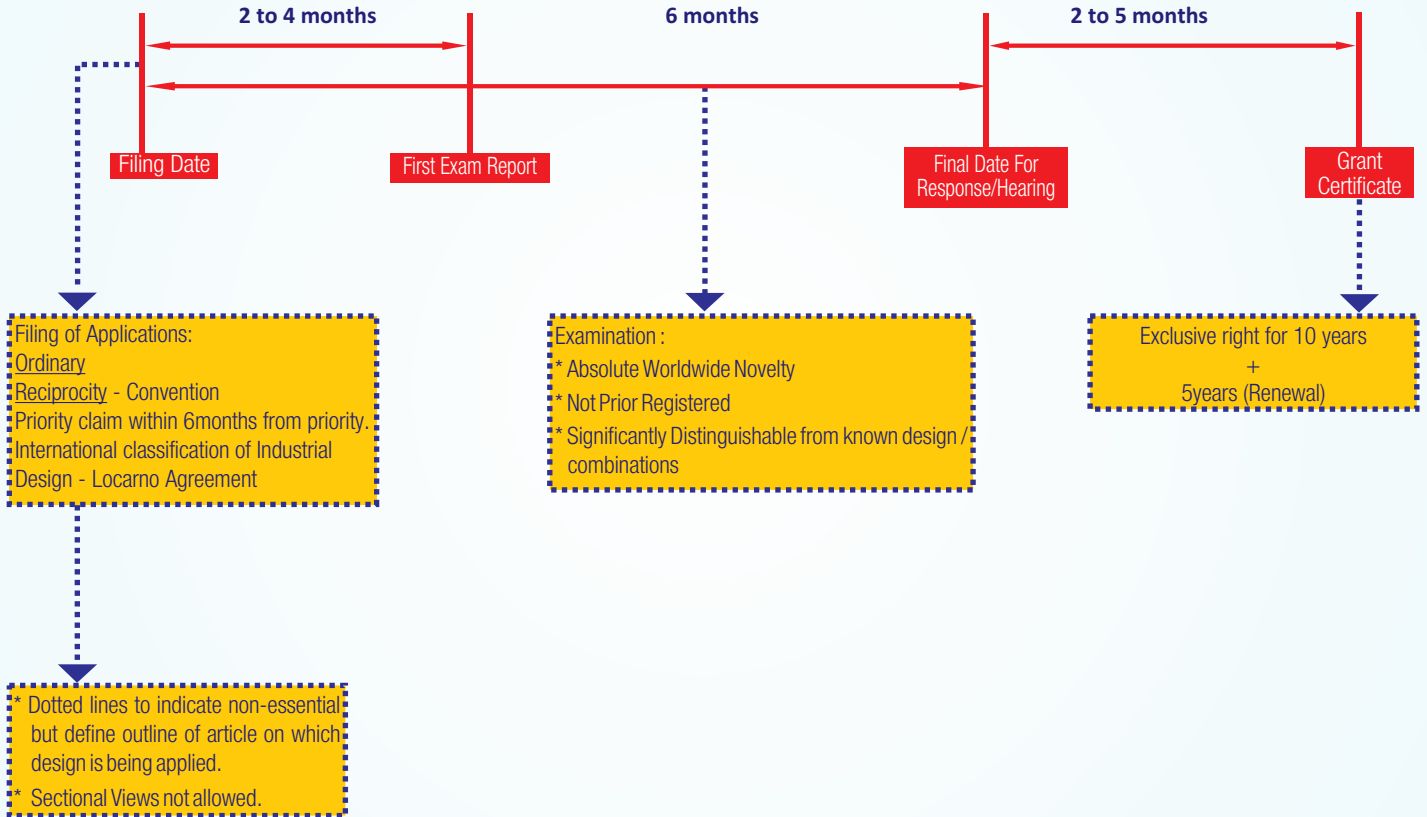 2 to 4 months
6 months
2 to 5 months
Filing Date
First Exam Report
Final Date For
Response/Hearing
Grant
Certificate
Filing of Applications:
Ordinary
Reciprocity - Convention
Priority claim within 6months from priority.
International classification of Industrial
Design - Locarno Agreement
Examination :
* Absolute Worldwide Novelty
* Not Prior Registered
* Significantly Distinguishable from known design /
combinations
Exclusive right for 10 years
+
5years (Renewal)
* Dotted lines to indicate non-essential
but define outline of article on which
design is being applied.
* Sectional Views not allowed.